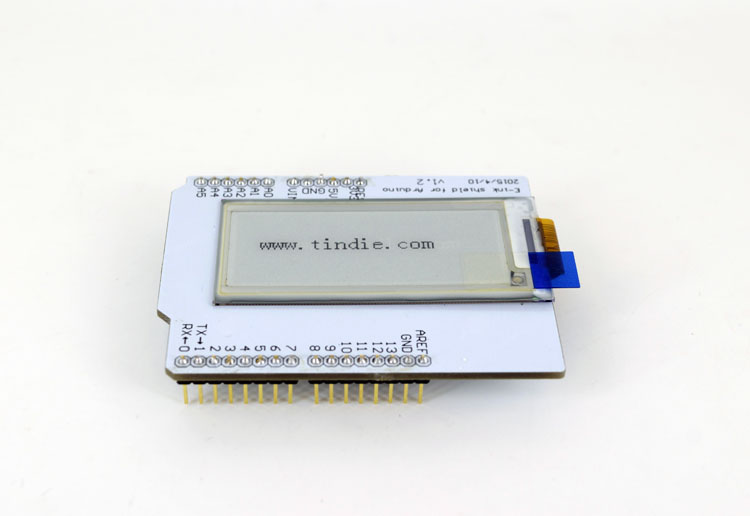 E-ink shield for Arduino
2015/4/10 v1.2
A5 A4 A3 A2 A1 A0 VIN GND 5V
www.tindie.com
RX←0 TX→1 2 3 4 5 6 7 8 9 10 11 12 13 GND AREF